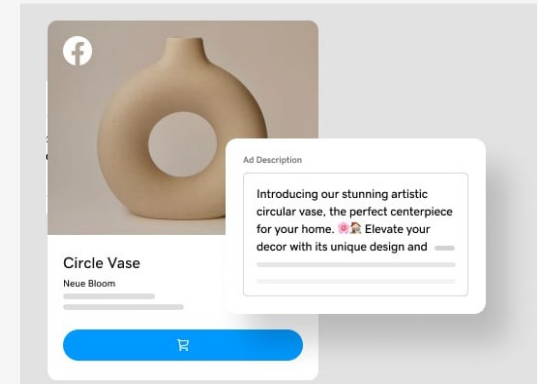 Ad Description
Introducing our stunning artistic
circular vase, the perfect centerpiece
for your home. 🌸🏠 Elevate your
decor with its unique design and
Circle Vase
Neue Bloom